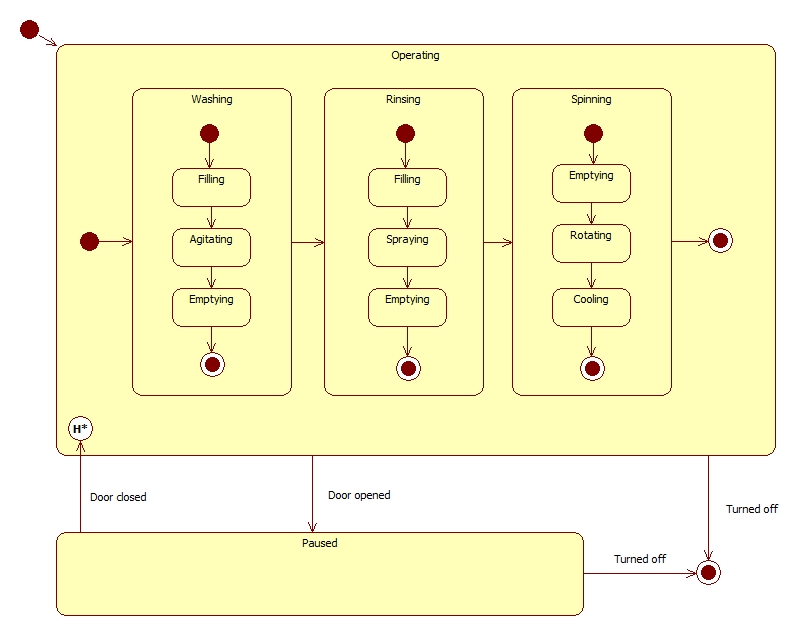 Operating
Washing
Rinsing
Spinning
Filling
Filling
Emptying
Agitating
Spraying
Rotating
Emptying
Emptying
Cooling
H*
Door closed
Door opened
Turned off
Paused
Turned off